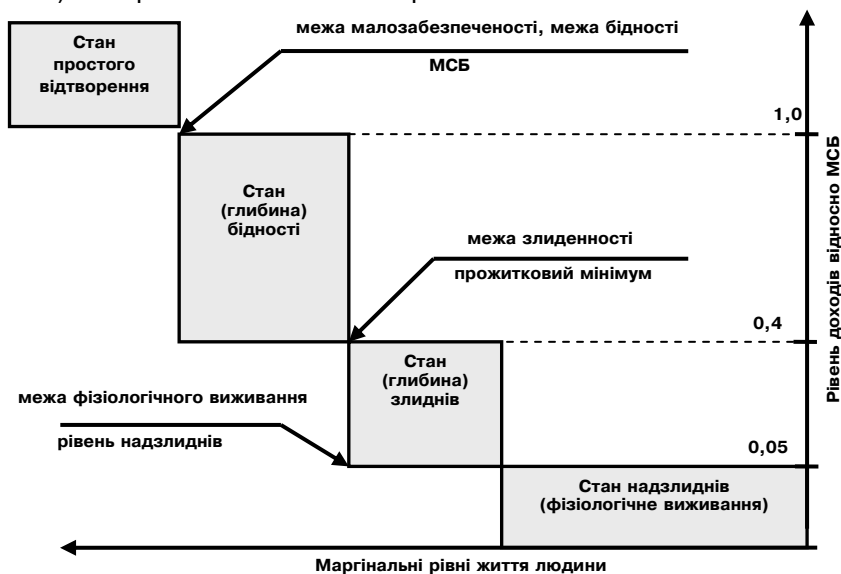 межа малозабезпеченості, межа бідності
МСБ
Стан
простого
відтворення
1,0
Стан
(глибина)
бідності
межа злиденності
прожитковий мінімум
0,4
Стан
(глибина)
злиднів
межа фізіологічного виживання
рівень надзлиднів
0,05
Стан надзлиднів
(фізіологічне виживання)
Рівень доходів відносно МСБ
Маргінальні рівні життя людини